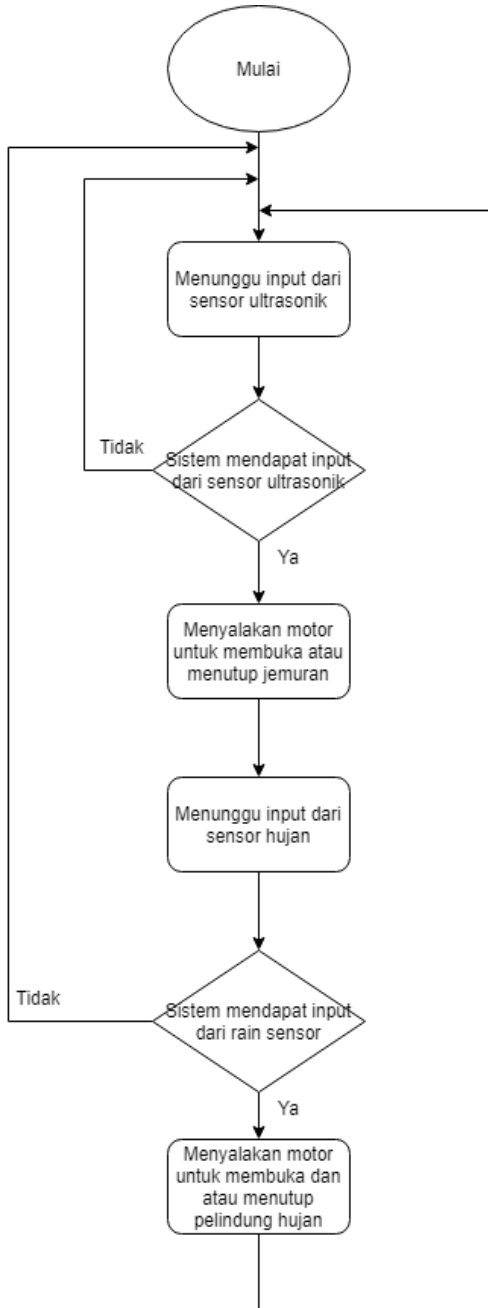 Mulai
Menunggu input dari
sensor ultrasonik
Tidak
Sistem mendapat input
dari sensor ultrasonik
Ya
Menyalakan motor
untuk membuka atau
menutup jemuran
Menunggu input dari
sensor hujan
Tidak
Sistem mendapat input
dari rain sensor
Ya
Menyalakan motor
untuk membuka dan
atau menutup
pelindung hujan